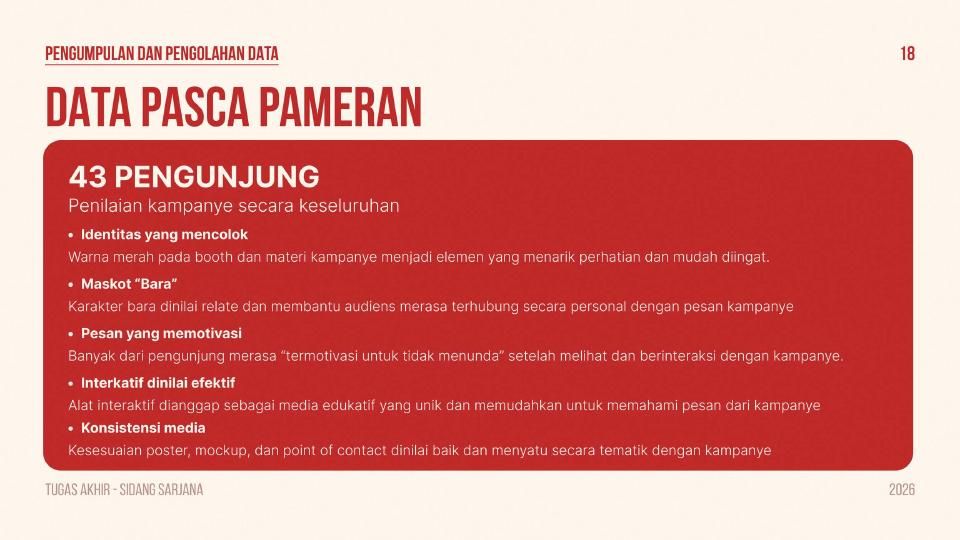 PENGUMPULAN DAN PENGOLAHAN DATA
18
DATA PASCA PAMERAN
43 PENGUNJUNG
Penilaian kampanye secara keseluruhan
• Identitas yang mencolok
Warna merah pada booth dan materi kampanye menjadi elemen yang menarik perhatian dan mudah diingat.
• Maskot “Bara”
Karakter bara dinilai relate dan membantu audiens merasa terhubung secara personal dengan pesan kampanye
• Pesan yang memotivasi
Banyak dari pengunjung merasa “termotivasi untuk tidak menunda” setelah melihat dan berinteraksi dengan kampanye.
• Interkatif dinilai efektif
Alat interaktif dianggap sebagai media edukatif yang unik dan memudahkan untuk memahami pesan dari kampanye
• Konsistensi media
Kesesuaian poster, mockup, dan point of contact dinilai baik dan menyatu secara tematik dengan kampanye
TUGAS AKHIR - SIDANG SARJANA
2026